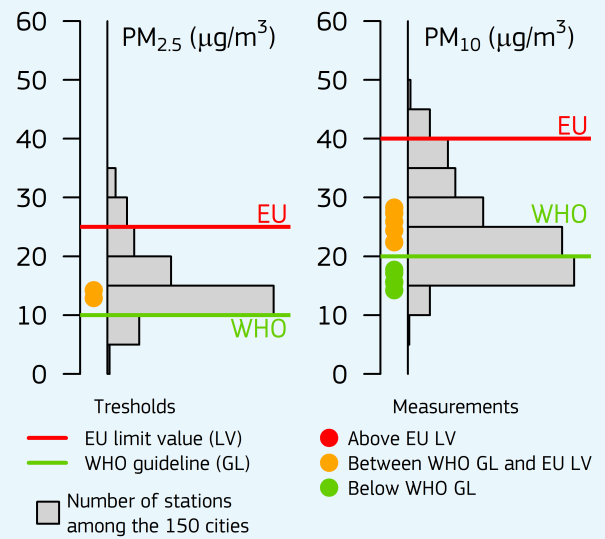 PM2.5 (μg/m³)
60
50
40
30
20
10
0
EU
WHO
PM10 (μg/m³)
60
50
40
30
20
10
0
EU
WHO
Tresholds
EU limit value (LV)
WHO guideline (GL)
Number of stations
among the 150 cities
Measurements
Above EU LV
Between WHO GL and EU LV
Below WHO GL